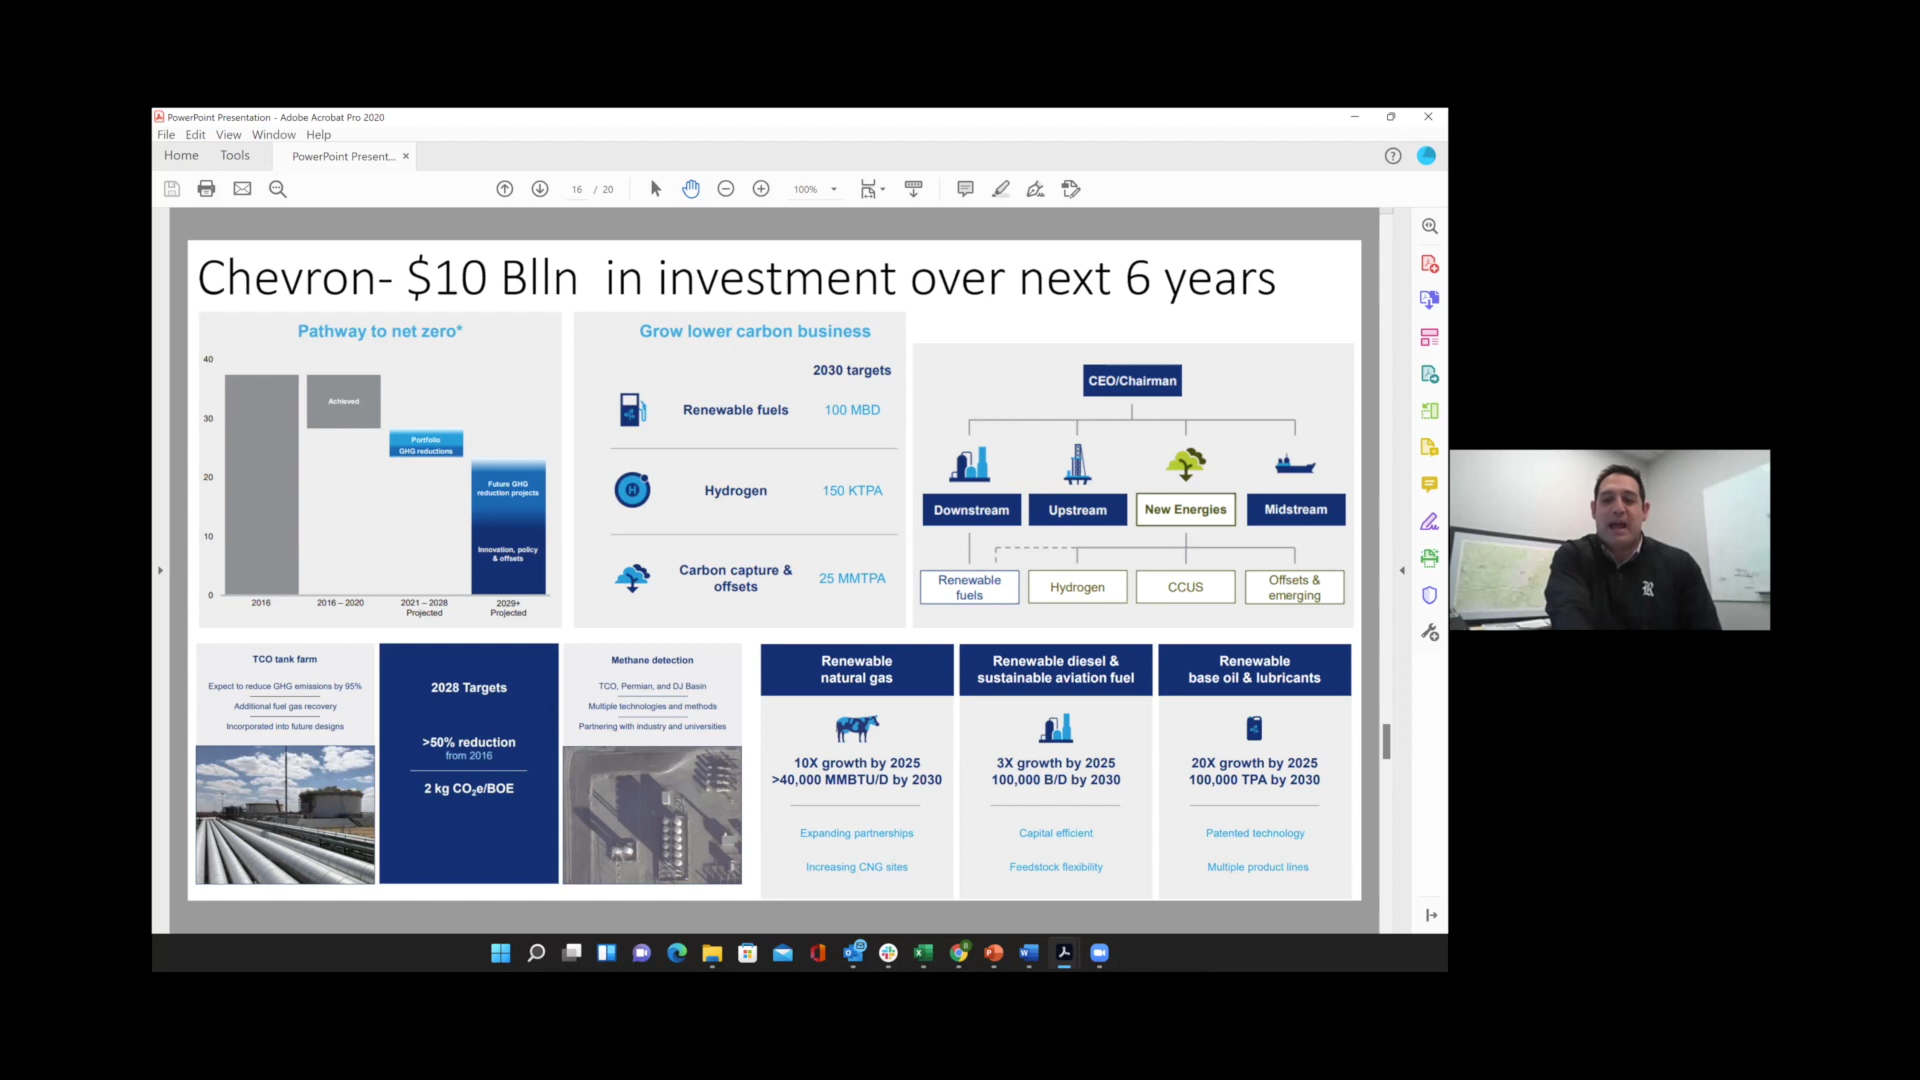 PowerPoint Presentation - Adobe Acrobat Pro 2020
File Edit View Window Help
Home Tools PowerPoint Present... ×
16 / 20 100%
Chevron- $10 Blln in investment over next 6 years
Pathway to net zero*
40
30
20
10
0
Achieved
Portfolio
GHG reductions
Future GHG
reduction projects
Innovation, policy
& offsets
2016
2016 – 2020
2021 – 2028
Projected
2029+
Projected
Grow lower carbon business
2030 targets
Renewable fuels 100 MBD
H
Hydrogen 150 KTPA
Carbon capture &
offsets
25 MMTPA
CEO/Chairman
Downstream
Upstream
New Energies
Midstream
Renewable
fuels
Hydrogen
CCUS
Offsets &
emerging
TCO tank farm
Expect to reduce GHG emissions by 95%
Additional fuel gas recovery
Incorporated into future designs
2028 Targets
>50% reduction
from 2016
2 kg CO₂e/BOE
Methane detection
TCO, Permian, and DJ Basin
Multiple technologies and methods
Partnering with industry and universities
Renewable
natural gas
10X growth by 2025
>40,000 MMBTU/D by 2030
Expanding partnerships
Increasing CNG sites
Renewable diesel &
sustainable aviation fuel
3X growth by 2025
100,000 B/D by 2030
Capital efficient
Feedstock flexibility
Renewable
base oil & lubricants
20X growth by 2025
100,000 TPA by 2030
Patented technology
Multiple product lines
R